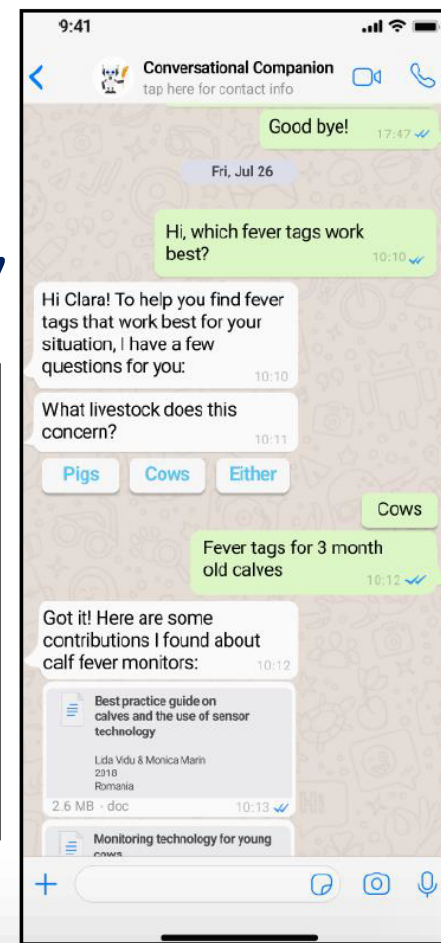 9:41
Conversational Companion
tap here for contact info
Good bye!
17:47
Fri, Jul 26
Hi, which fever tags work
best?
10:10
Hi Clara! To help you find fever
tags that work best for your
situation, I have a few
questions for you:
10:10
What livestock does this
concern?
10:11
Pigs Cows Either
Cows
Fever tags for 3 month
old calves
10:12
Got it! Here are some
contributions I found about
calf fever monitors:
10:12
Best practice guide on
calves and the use of sensor
technology
Lida Vidu & Monica Marin
2018
Romania
2.6 MB · doc
10:13
Monitoring technology for young
cows